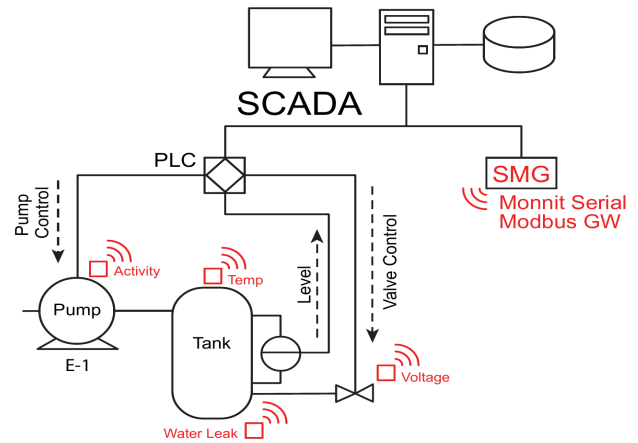 SCADA
PLC
SMG
Monnit Serial
Modbus GW
Pump
Control
Activity
Temp
Level
Valve Control
Pump
Tank
E-1
Voltage
Water Leak